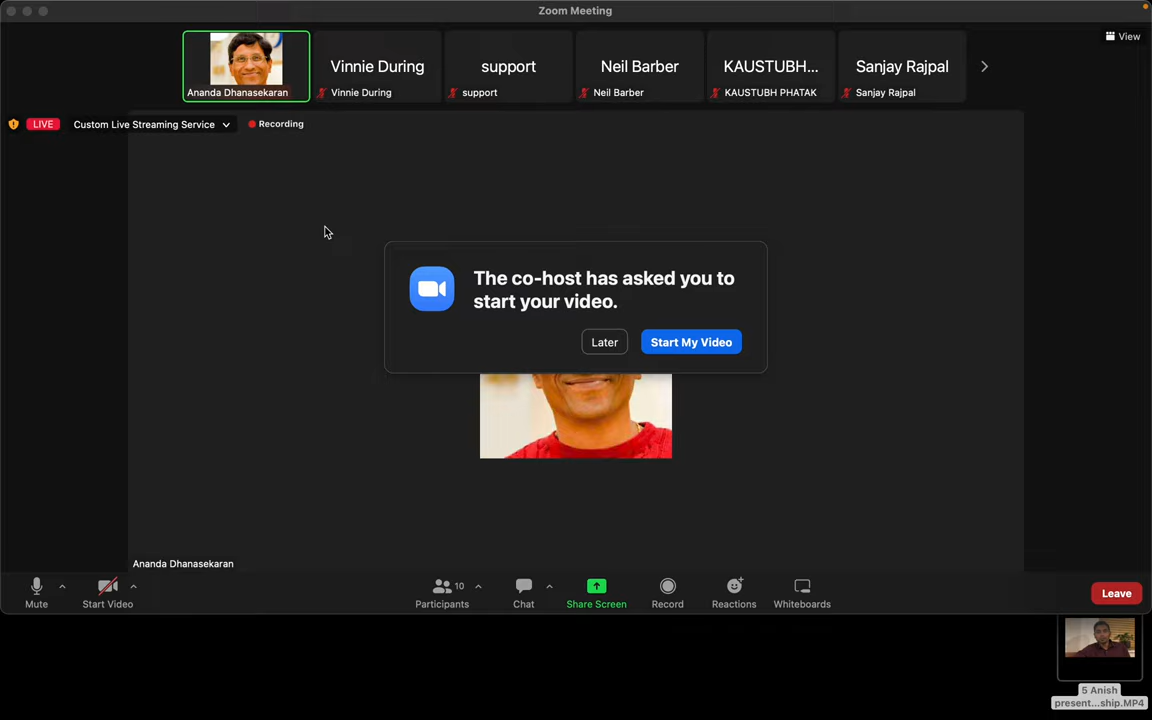 Zoom Meeting
View
Vinnie During
support
Neil Barber
KAUSTUBH...
Sanjay Rajpal
Ananda Dhanasekaran
Vinnie During
support
Neil Barber
KAUSTUBH PHATAK
Sanjay Rajpal
LIVE
Custom Live Streaming Service
Recording
The co-host has asked you to
start your video.
Later
Start My Video
Ananda Dhanasekaran
Mute
Start Video
10
Participants
Chat
Share Screen
Record
Reactions
Whiteboards
Leave
5 Anish
present...ship.MP4